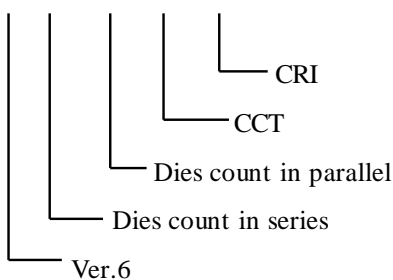 CRI
CCT
Dies count in parallel
Dies count in series
Ver.6